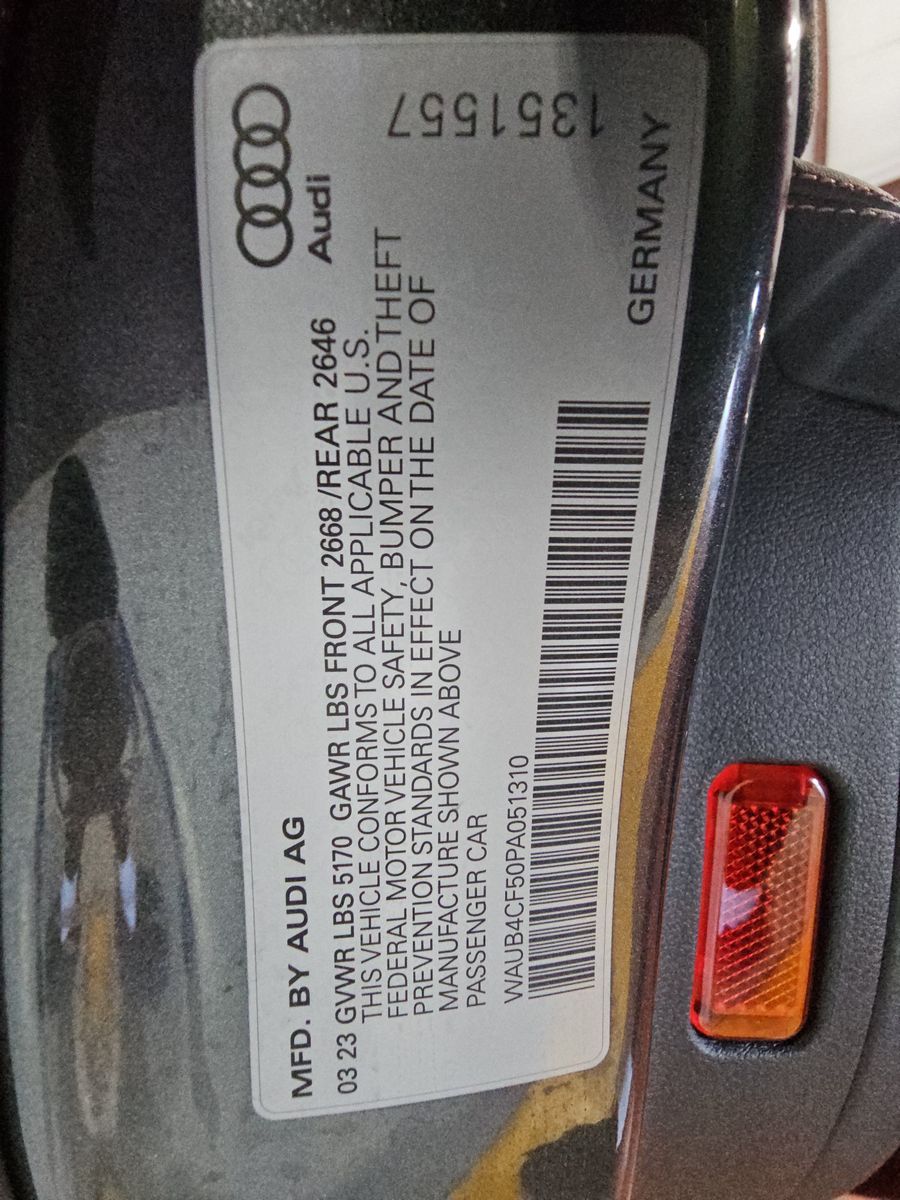 Audi
MFD. BY AUDI AG
03 23 GVWR LBS 5170 GAWR LBS FRONT 2668 /REAR 2646
THIS VEHICLE CONFORMS TO ALL APPLICABLE U.S.
FEDERAL MOTOR VEHICLE SAFETY, BUMPER AND THEFT
PREVENTION STANDARDS IN EFFECT ON THE DATE OF
MANUFACTURE SHOWN ABOVE
PASSENGER CAR
1351557
WAUB4CF50PA051310
GERMANY